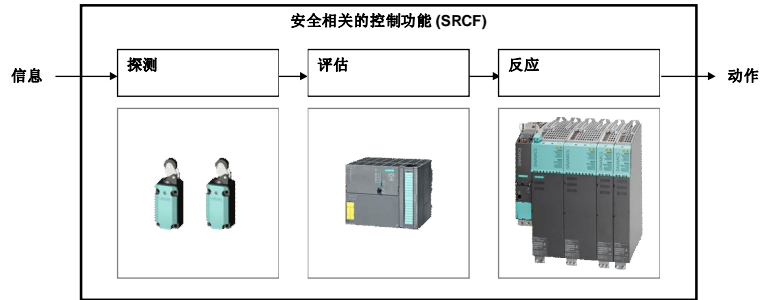 安全相关的控制功能 (SRCF)
信息
探测
评估
反应
动作